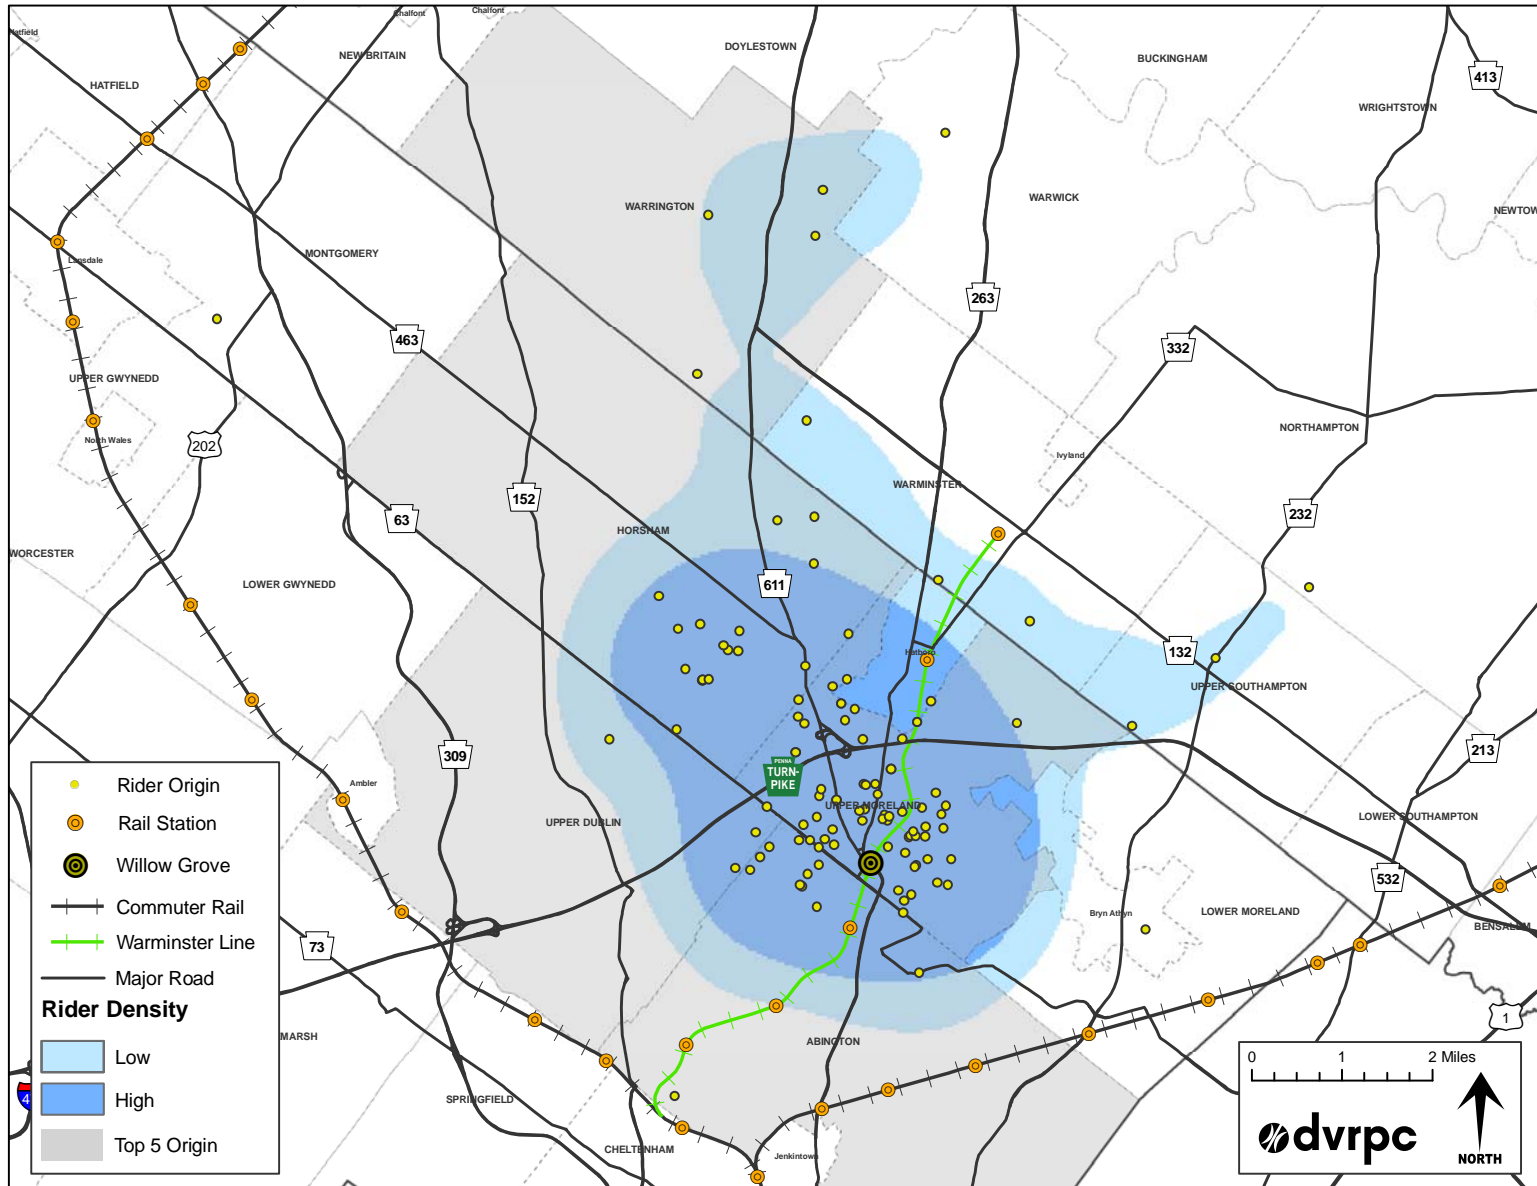 Chalfont
Chalfont
Hatfield
NEW BRITAIN
DOYLESTOWN
BUCKINGHAM
413
HATFIELD
WRIGHTSTOWN
WARRINGTON
WARWICK
NEWTOW
MONTGOMERY
Lansdale
263
463
332
UPPER GWYNEDD
NORTHAMPTON
North Wales
202
Ivyland
WARMINSTER
152
63
232
HORSHAM
WORCESTER
LOWER GWYNEDD
611
132
Hatboro
UPPER SOUTHAMPTON
309
213
PENNA
TURN-
PIKE
Ambler
UPPER DUBLIN
UPPER MORELAND
LOWER SOUTHAMPTON
532
Bryn Athyn
LOWER MORELAND
BENSALEM
73
1
MARSH
ABINGTON
SPRINGFIELD
CHELTENHAM
Jenkintown
4
Rider Origin
Rail Station
Willow Grove
Commuter Rail
Warminster Line
Major Road
Rider Density
Low
High
Top 5 Origin
0 1 2 Miles
dvrpc
NORTH